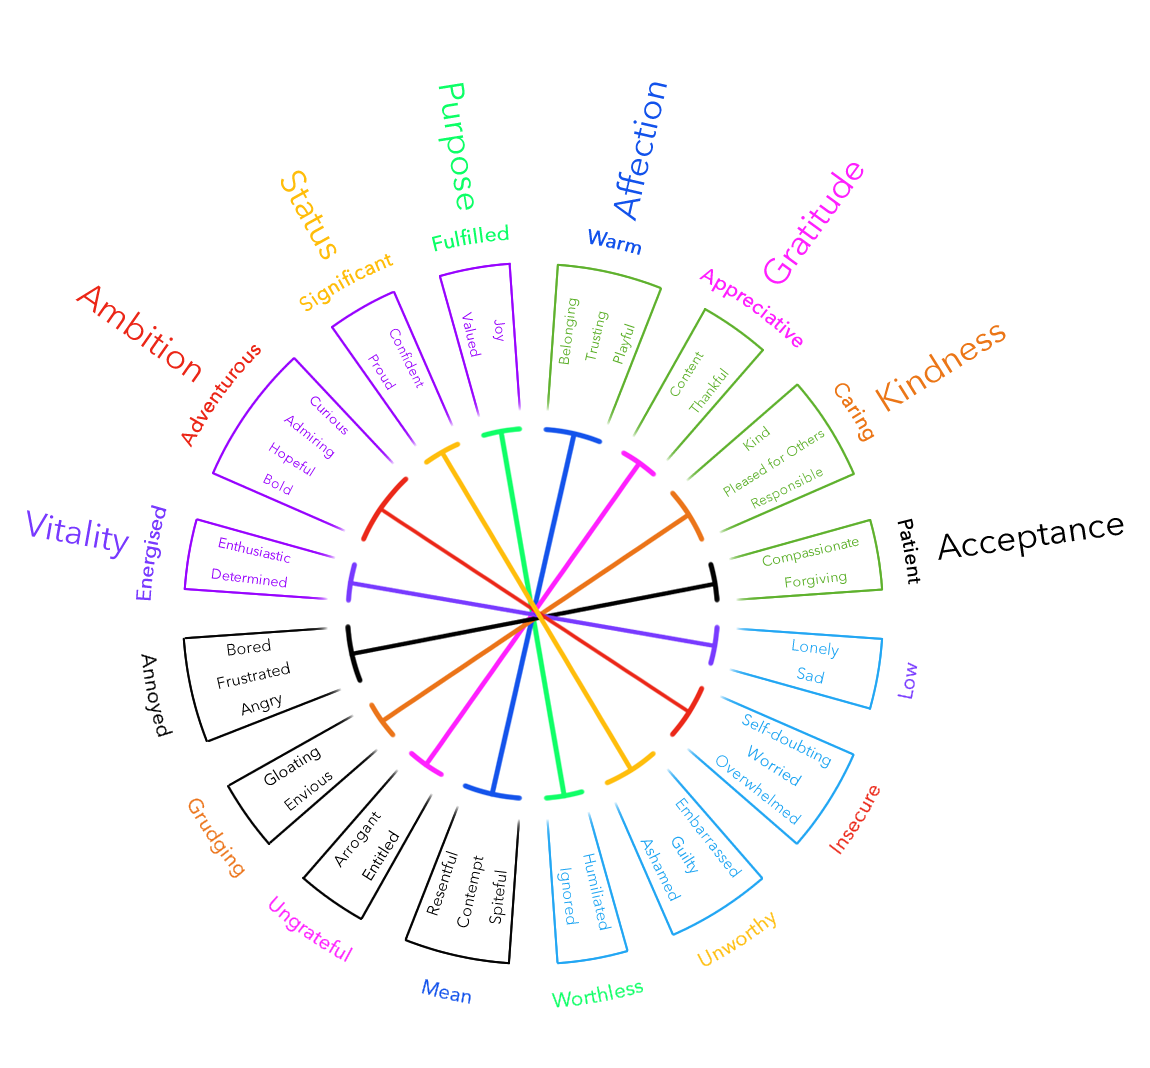 Purpose
Affection
Gratitude
Status
Kindness
Ambition
Acceptance
Vitality
Fulfilled
Valued
Joy
Warm
Belonging
Trusting
Playful
Appreciative
Content
Thankful
Caring
Kind
Pleased for Others
Responsible
Patient
Compassionate
Forgiving
Low
Lonely
Sad
Insecure
Self-doubting
Worried
Overwhelmed
Unworthy
Embarrassed
Guilty
Ashamed
Worthless
Humiliated
Ignored
Mean
Resentful
Contempt
Spiteful
Ungrateful
Arrogant
Entitled
Grudging
Gloating
Envious
Annoyed
Bored
Frustrated
Angry
Energised
Enthusiastic
Determined
Adventurous
Curious
Admiring
Hopeful
Bold
Significant
Confident
Proud